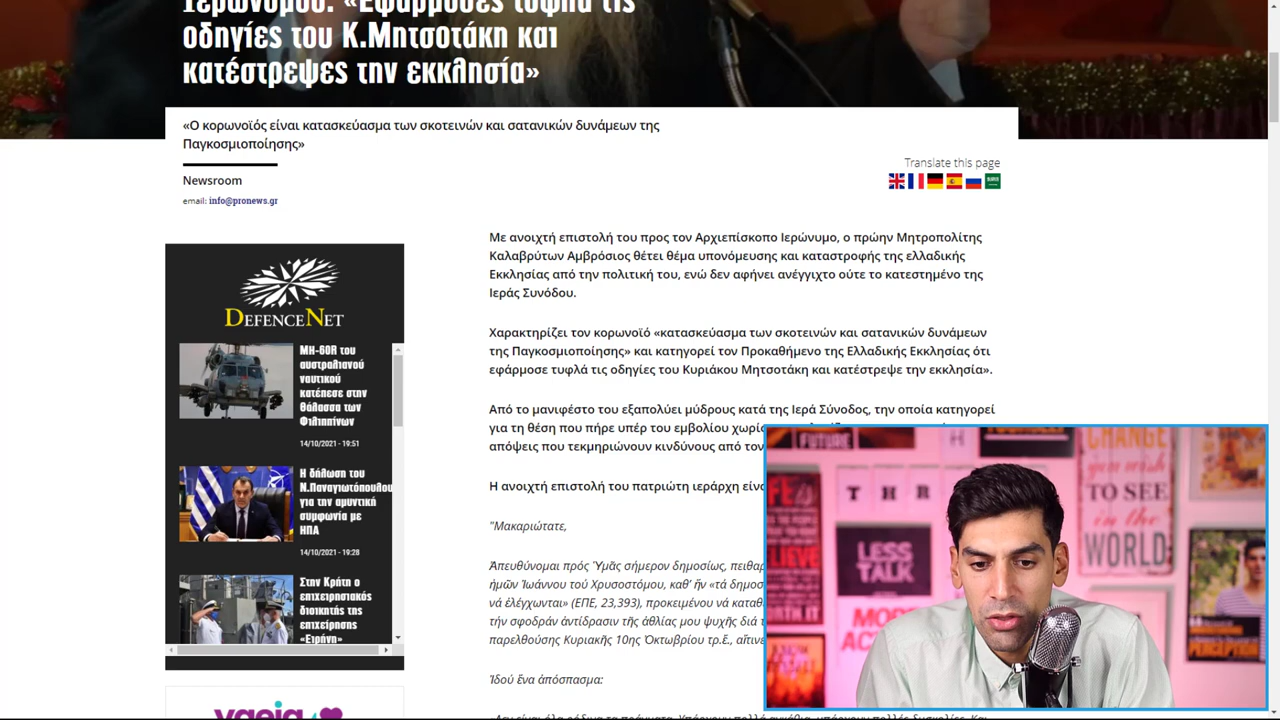 οδηγίες του Κ.Μητσοτάκη και
κατέστρεψες την εκκλησία»
«Ο κορωνοϊός είναι κατασκεύασμα των σκοτεινών και σατανικών δυνάμεων της
Παγκοσμιοποίησης»
Translate this page
Newsroom
email: info@pronews.gr
Με ανοιχτή επιστολή του προς τον Αρχιεπίσκοπο Ιερώνυμο, ο πρώην Μητροπολίτης
Καλαβρύτων Αμβρόσιος θέτει θέμα υπονόμευσης και καταστροφής της ελλαδικής
Εκκλησίας από την πολιτική του, ενώ δεν αφήνει ανέγγιχτο ούτε το κατεστημένο της
Ιεράς Συνόδου.
Χαρακτηρίζει τον κορωνοϊό «κατασκεύασμα των σκοτεινών και σατανικών δυνάμεων
της Παγκοσμιοποίησης» και κατηγορεί τον Προκαθήμενο της Ελλαδικής Εκκλησίας ότι
εφάρμοσε τυφλά τις οδηγίες του Κυριάκου Μητσοτάκη και κατέστρεψε την εκκλησία».
Από το μανιφέστο του εξαπολύει μύδρους κατά της Ιερά Σύνοδος, την οποία κατηγορεί
για τη θέση που πήρε υπέρ του εμβολίου
απόψεις που τεκμηριώνουν κινδύνους από
Η ανοιχτή επιστολή του πατριώτη ιεράρχη
"Μακαριώτατε,
Ἀπευθύνομαι πρός Ὑμᾶς σήμερον δημοσίως,
ἡμῶν Ἰωάννου τοῦ Χρυσοστόμου, καθ’ ἥν «τά
νά ἐλέγχωνται» (ΕΠΕ, 23,393), προκειμένου νά
τήν σφοδράν ἀντίδρασιν τῆς ἀθλίας μου ψυχῆς διά
παρελθούσης Κυριακῆς 10ης Ὀκτωβρίου τρ.ἔ.,
Ἰδού ἕνα ἀπόσπασμα:
DEFENCENET
MH-60R του
αυστραλιανού
ναυτικού
κατέπεσε στην
θάλασσα των
Φιλιππίνων
14/10/2021 - 19:51
Η δήλωση του
Ν.Παναγιωτόπουλου
για την αμυντική
συμφωνία με
ΗΠΑ
14/10/2021 - 19:28
Στην Κρήτη ο
επιχειρησιακός
διοικητής της
επιχείρησης
«Ειρήνη»
FUTURE
T H R
LESS
TALK
CHANGE
you wish
TO SEE
in the
WORLD